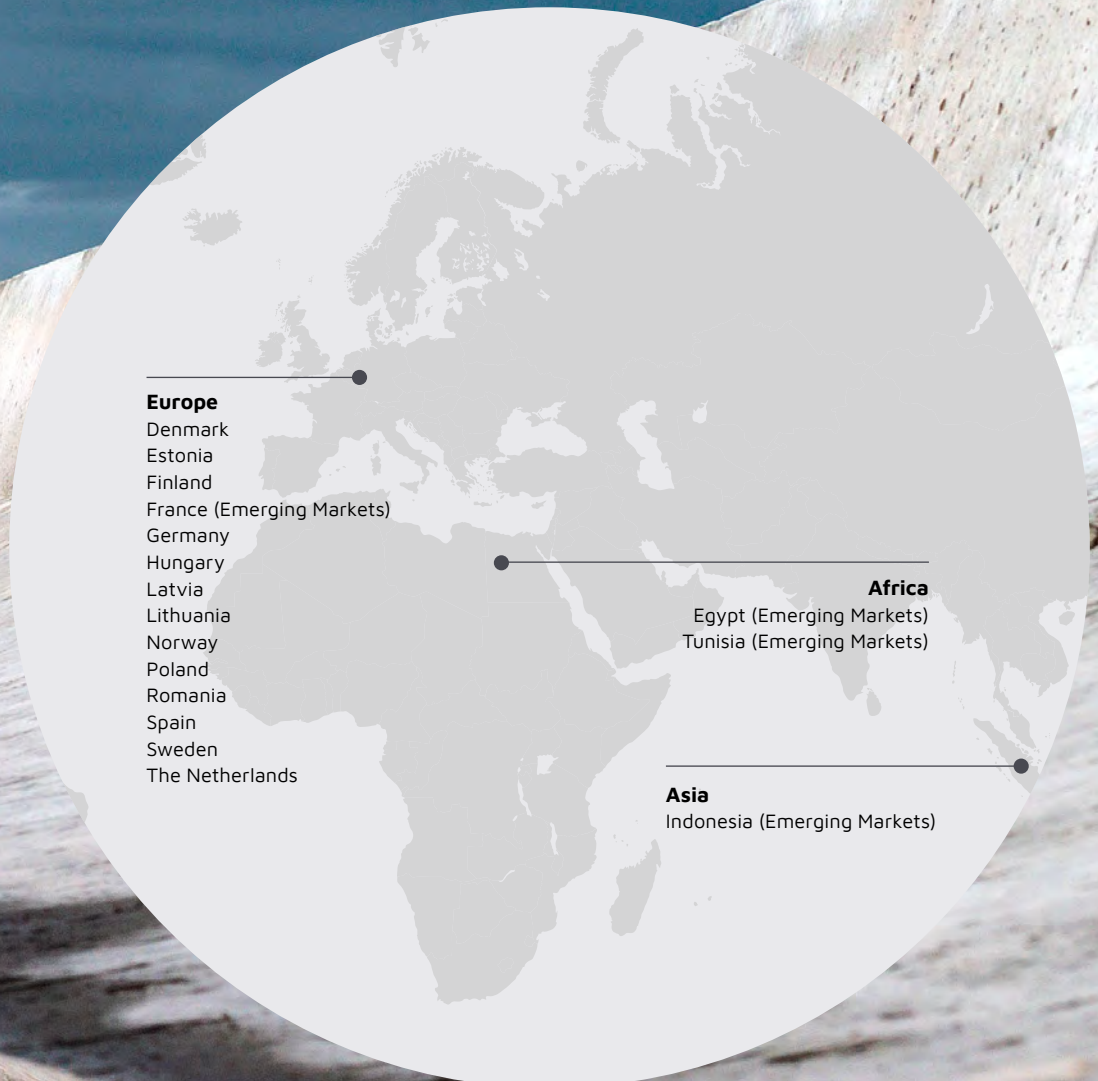 Europe
Denmark
Estonia
Finland
France (Emerging Markets)
Germany
Hungary
Latvia
Lithuania
Norway
Poland
Romania
Spain
Sweden
The Netherlands
Africa
Egypt (Emerging Markets)
Tunisia (Emerging Markets)
Asia
Indonesia (Emerging Markets)